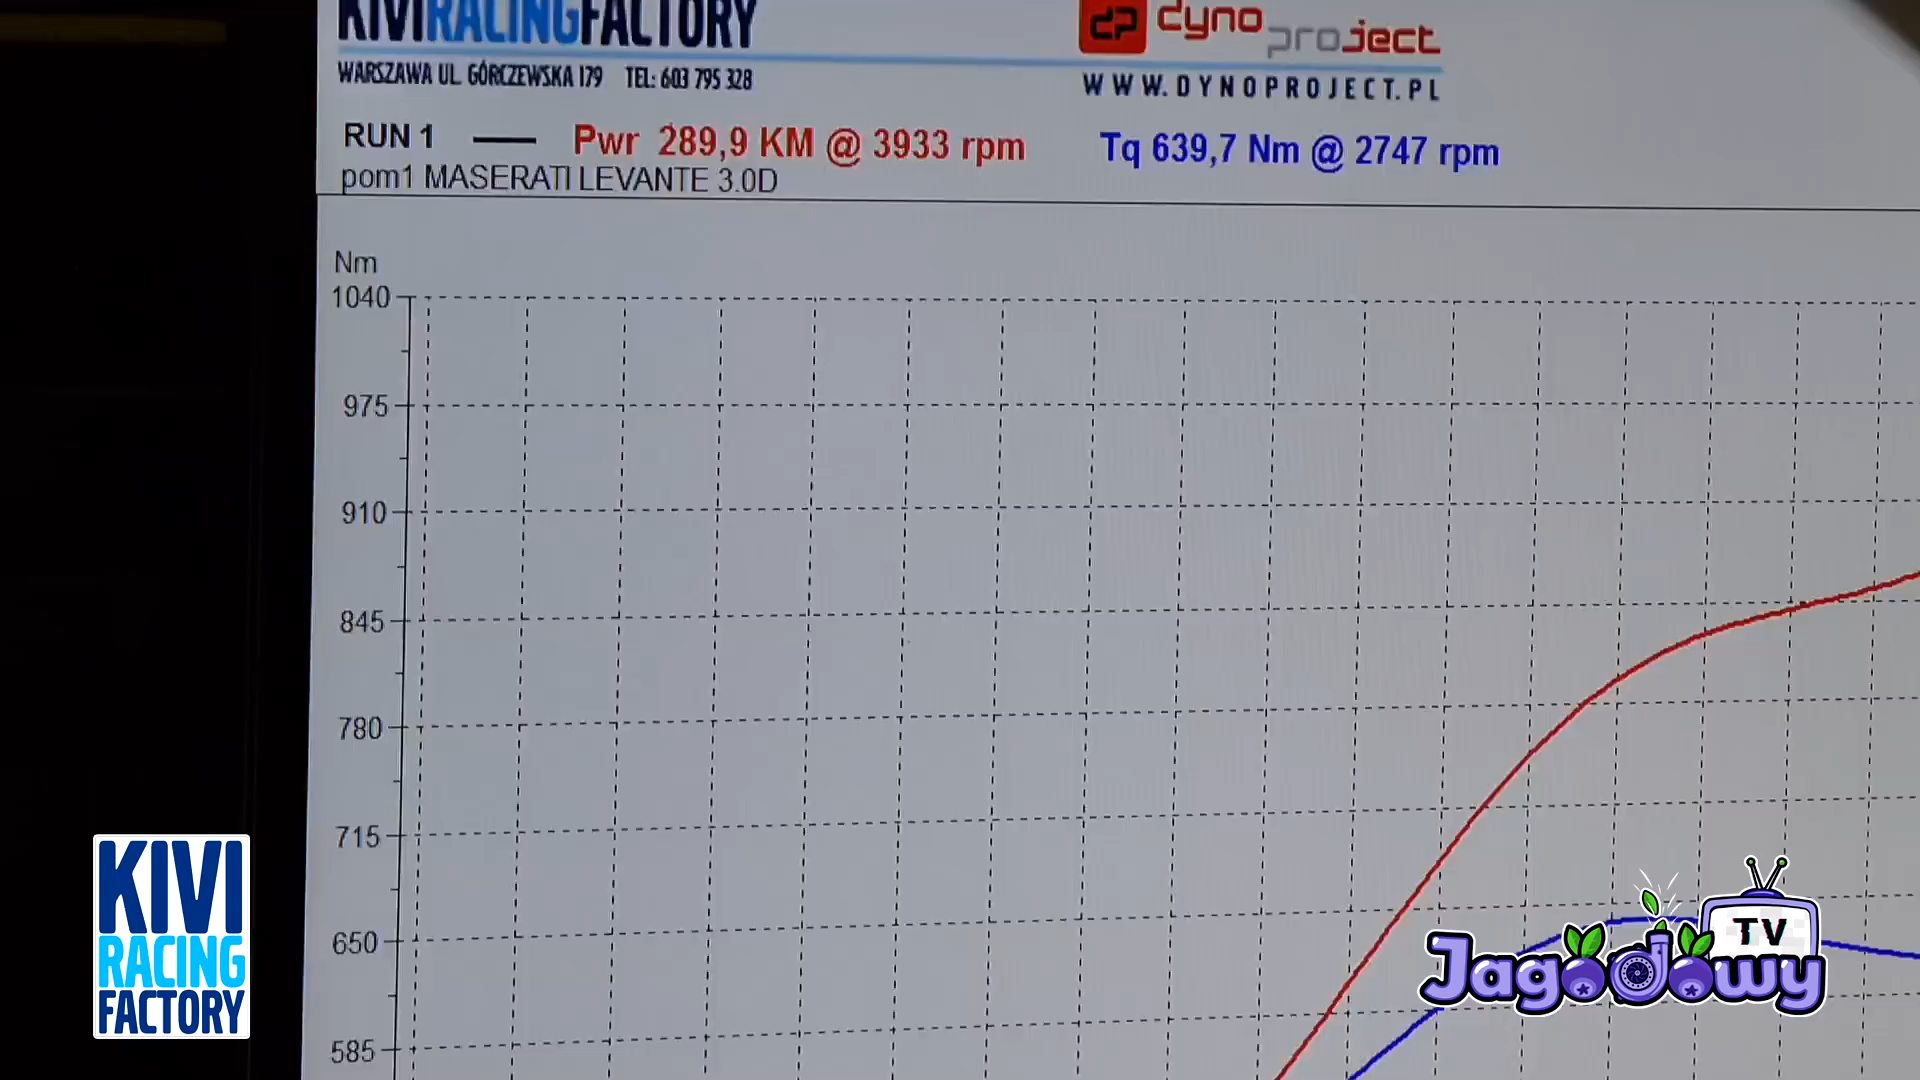 KIVIRACINGFACTORY
WARSZAWA UL. GÓRCZEWSKA 179 TEL: 603 795 328
dp dynoproject
WWW.DYNOPROJECT.PL
RUN 1 Pwr 289,9 KM @ 3933 rpm Tq 639,7 Nm @ 2747 rpm
pom1 MASERATI LEVANTE 3.0D
Nm
1040
975
910
845
780
715
650
585
KIVI
RACING
FACTORY
Jagodowy TV